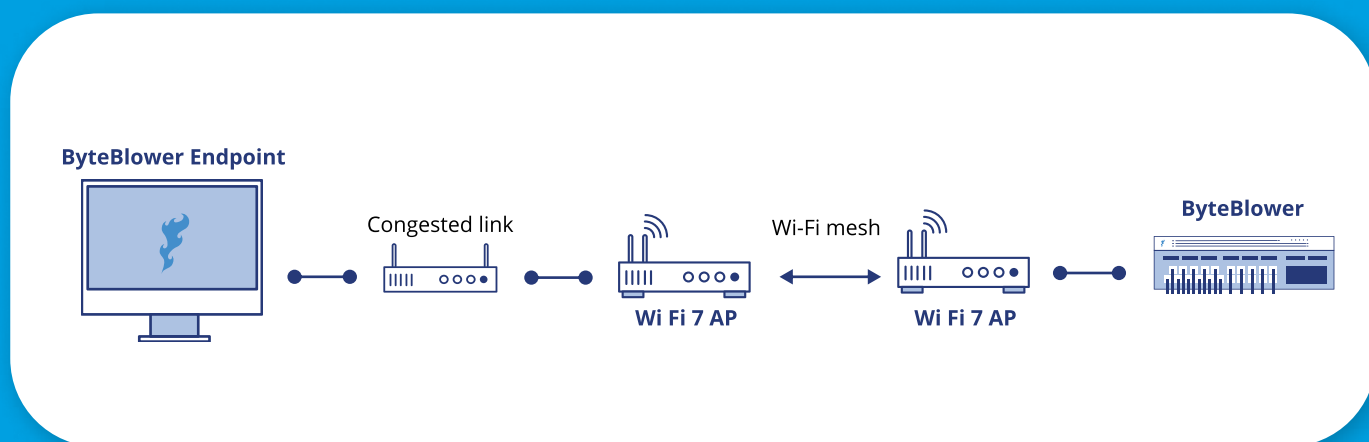 ByteBlower Endpoint
Congested link
Wi Fi 7 AP
Wi-Fi mesh
Wi Fi 7 AP
ByteBlower